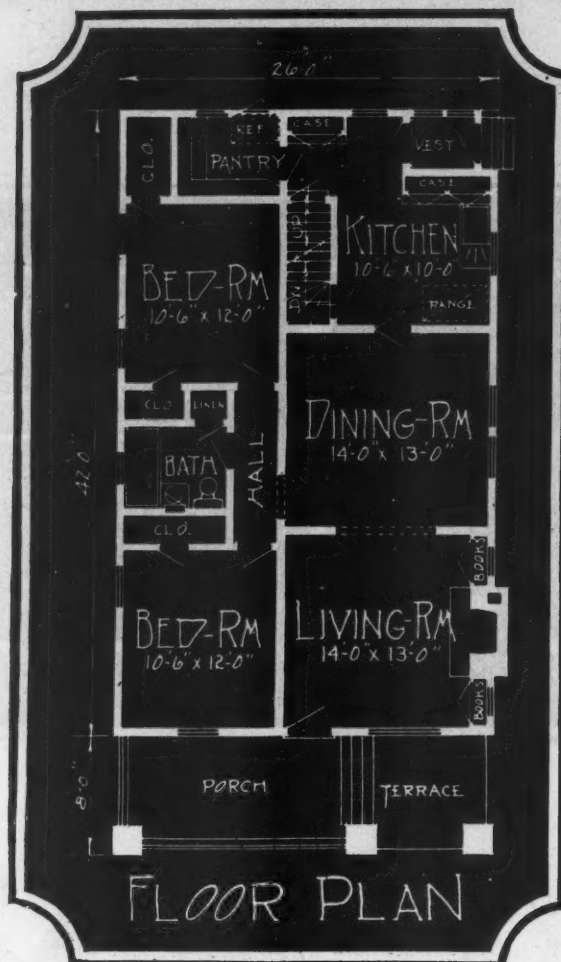 26'-0"
REF
CASE
VEST
CLO.
PANTRY
CASE
UP
DN
KITCHEN
10'-6" x 10'-0
RANGE
BED-RM
10'-6" x 12'-0"
CLO
LINEN
DINING-RM
14'-0" x 13'-0"
42'-0"
BATH
HALL
CLO.
BOOKS
BED-RM
10'-6" x 12'-0"
LIVING-RM
14'-0" x 13'-0"
BOOKS
8'-0"
PORCH
TERRACE
FLOOR PLAN